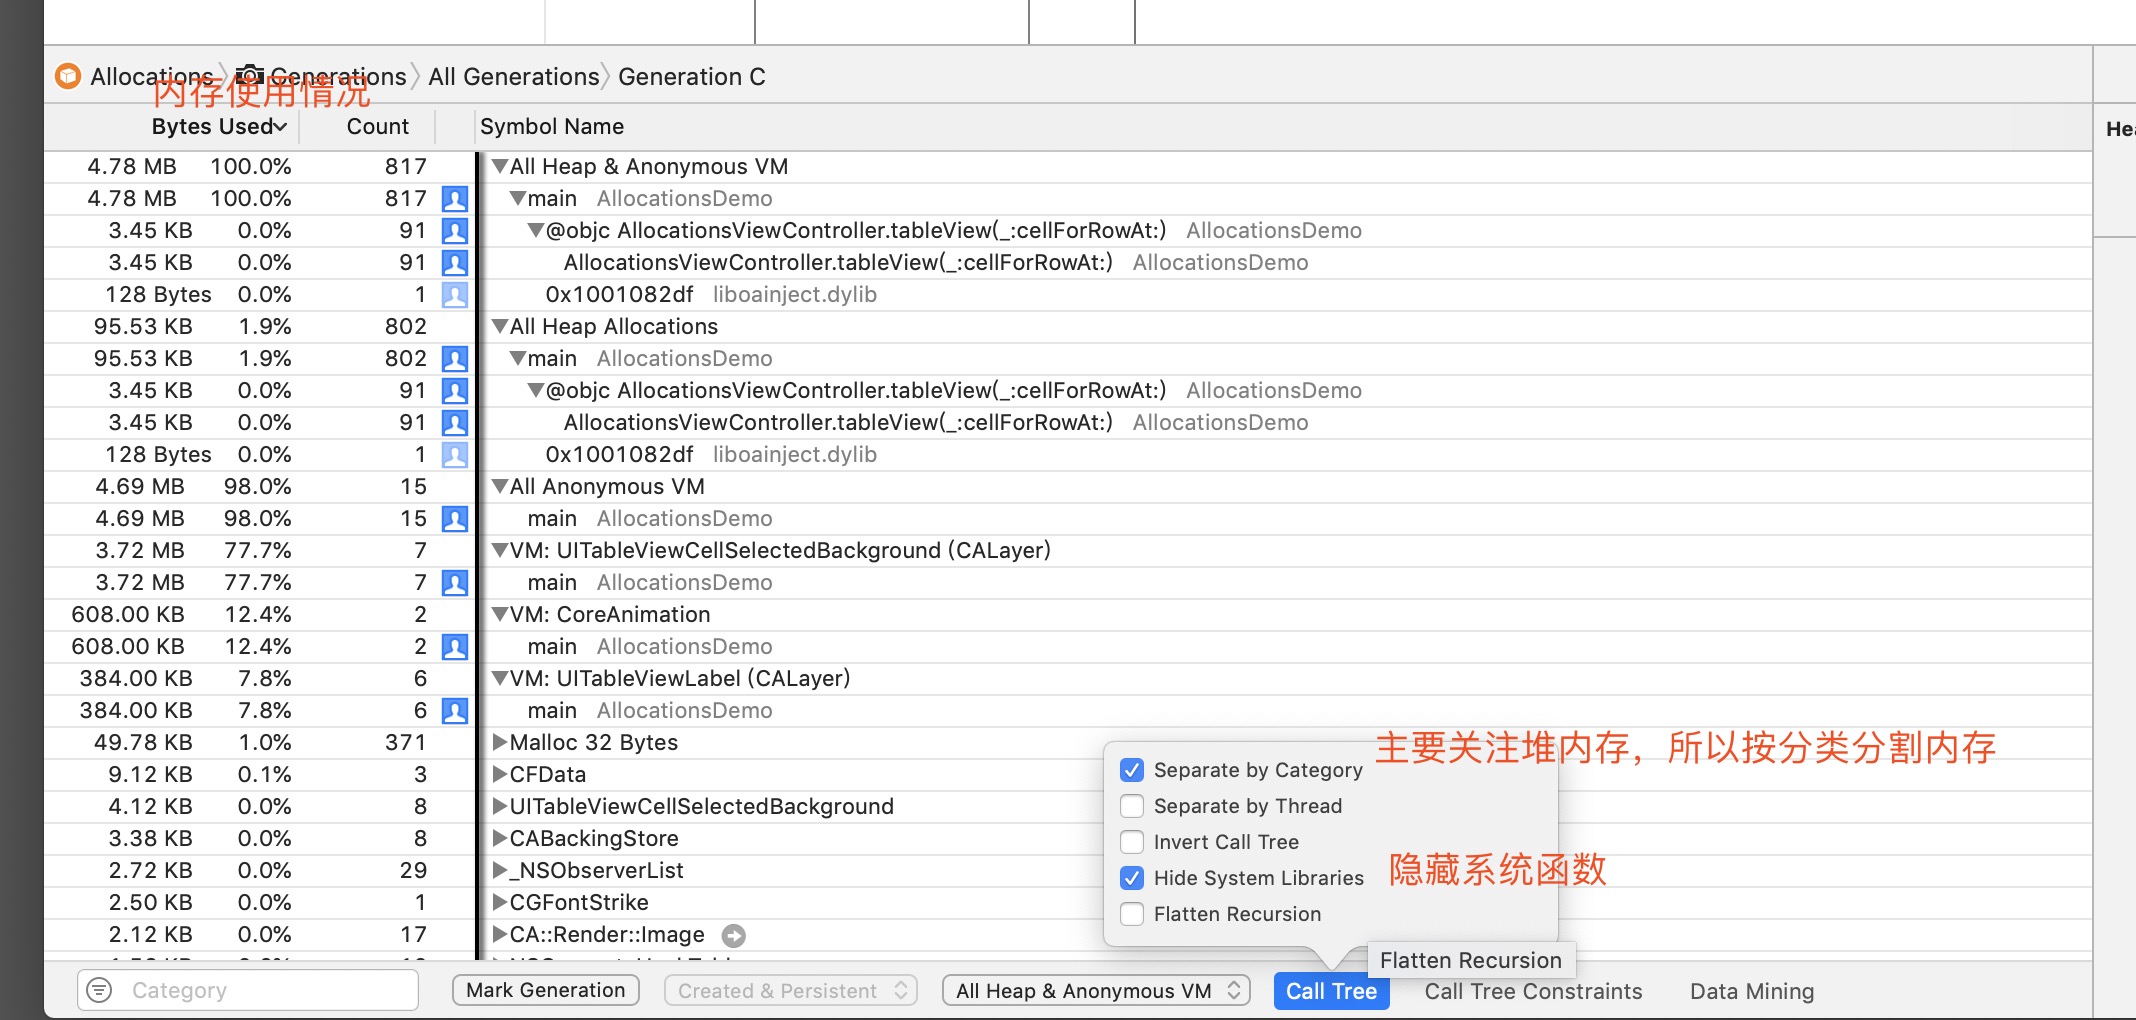 Allocations Generations All Generations Generation C
内存使用情况
Bytes Used Count Symbol Name
Hea
4.78 MB 100.0% 817 All Heap & Anonymous VM
4.78 MB 100.0% 817 main AllocationsDemo
3.45 KB 0.0% 91 @objc AllocationsViewController.tableView(_:cellForRowAt:) AllocationsDemo
3.45 KB 0.0% 91 AllocationsViewController.tableView(_:cellForRowAt:) AllocationsDemo
128 Bytes 0.0% 1 0x1001082df liboainject.dylib
95.53 KB 1.9% 802 All Heap Allocations
95.53 KB 1.9% 802 main AllocationsDemo
3.45 KB 0.0% 91 @objc AllocationsViewController.tableView(_:cellForRowAt:) AllocationsDemo
3.45 KB 0.0% 91 AllocationsViewController.tableView(_:cellForRowAt:) AllocationsDemo
128 Bytes 0.0% 1 0x1001082df liboainject.dylib
4.69 MB 98.0% 15 All Anonymous VM
4.69 MB 98.0% 15 main AllocationsDemo
3.72 MB 77.7% 7 VM: UITableViewCellSelectedBackground (CALayer)
3.72 MB 77.7% 7 main AllocationsDemo
608.00 KB 12.4% 2 VM: CoreAnimation
608.00 KB 12.4% 2 main AllocationsDemo
384.00 KB 7.8% 6 VM: UITableViewLabel (CALayer)
384.00 KB 7.8% 6 main AllocationsDemo
49.78 KB 1.0% 371 Malloc 32 Bytes
9.12 KB 0.1% 3 CFData
4.12 KB 0.0% 8 UITableViewCellSelectedBackground
3.38 KB 0.0% 8 CABackingStore
2.72 KB 0.0% 29 _NSObserverList
2.50 KB 0.0% 1 CGFontStrike
2.12 KB 0.0% 17 CA::Render::Image
Separate by Category 主要关注堆内存，所以按分类分割内存
Separate by Thread
Invert Call Tree
Hide System Libraries 隐藏系统函数
Flatten Recursion
Flatten Recursion
Category Mark Generation Created & Persistent All Heap & Anonymous VM Call Tree Call Tree Constraints Data Mining